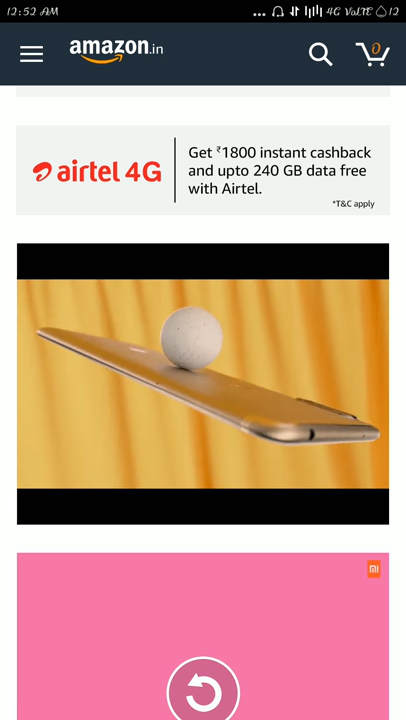 12:52 AM
... 4G VoLTE 12
amazon.in
0
airtel 4G
Get ₹1800 instant cashback
and upto 240 GB data free
with Airtel.
*T&C apply
mi